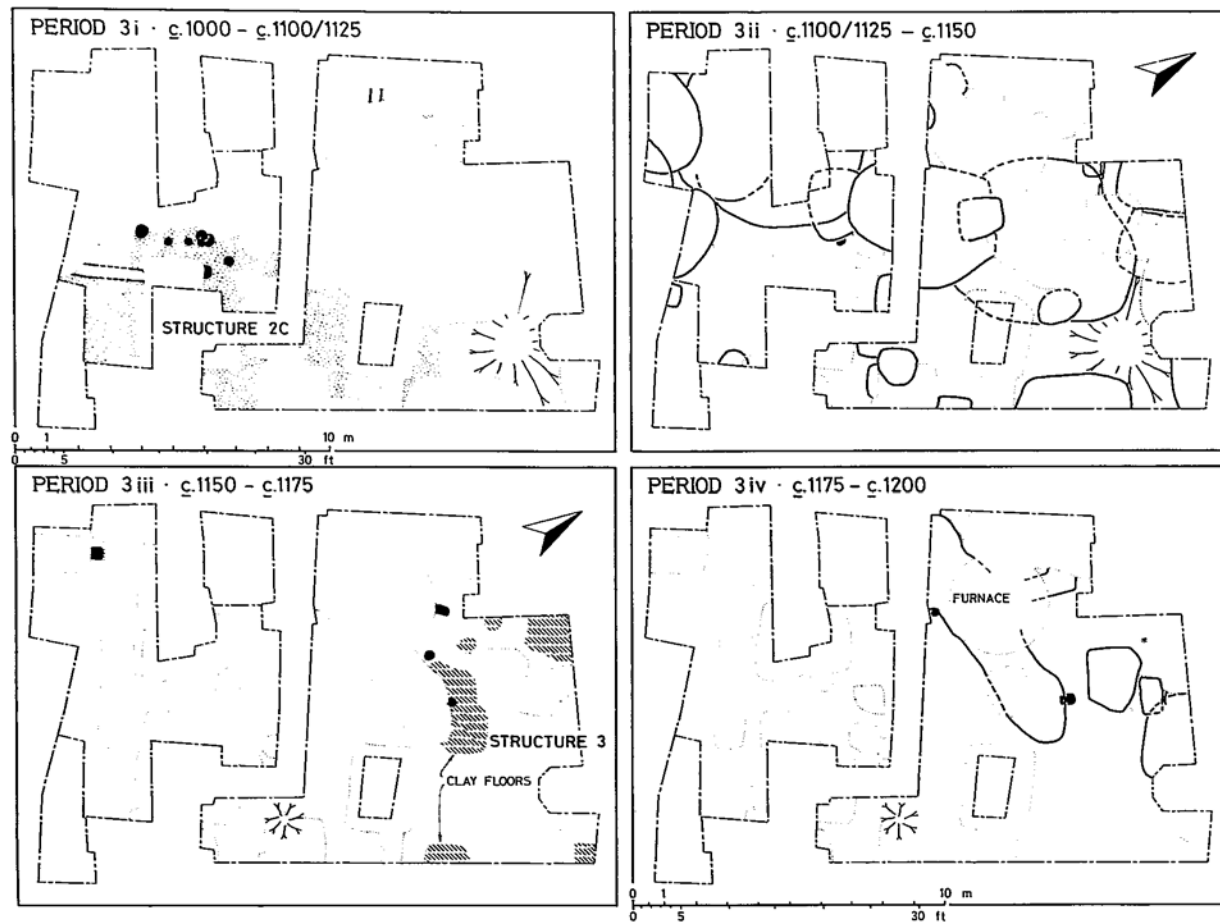 PERIOD 3i · c.1000 – c.1100/1125
STRUCTURE 2C
0 1 10 m
0 5 30 ft
PERIOD 3ii · c.1100/1125 – c.1150
PERIOD 3iii · c.1150 – c.1175
STRUCTURE 3
CLAY FLOORS
PERIOD 3iv · c.1175 – c.1200
FURNACE
0 1 10 m
0 5 30 ft